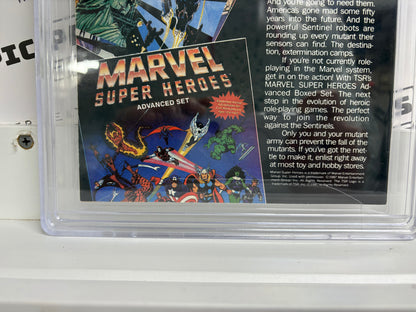 And you're going to need them.
Americas gone mad some fifty
years into the future. And the
powerful Sentinel robots are
rounding up every mutant their
sensors can find. The destina-
tion, extermination camps.
If you're not currently role-
playing in the Marvel system,
get in on the action! With TSR's
MARVEL SUPER HEROES Ad-
vanced Boxed Set. The next
step in the evolution of heroic
role-playing games. The perfect
way to join the revolution
against the Sentinels.
Only you and your mutant
army can prevent the fall of the
mutants. If you've got the met-
tle to make it, enlist right away
at most toy and hobby stores.
MARVEL
SUPER HEROES
ADVANCED SET
PIC